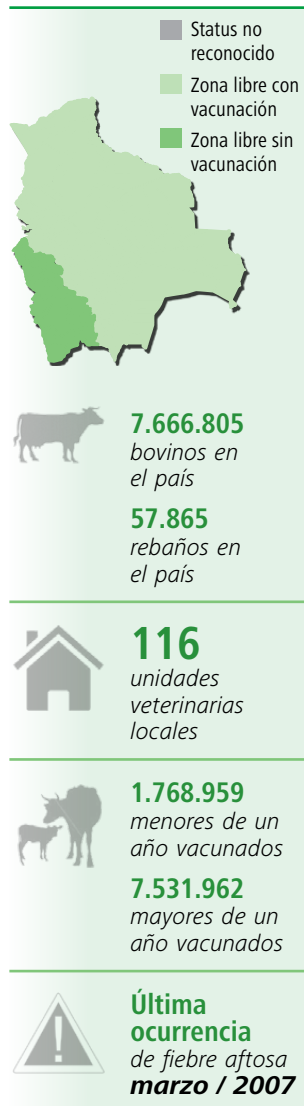 Status no
reconocido
Zona libre con
vacunación
Zona libre sin
vacunación
7.666.805
bovinos en
el país
57.865
rebaños en
el país
116
unidades
veterinarias
locales
1.768.959
menores de un
año vacunados
7.531.962
mayores de un
año vacunados
Última
ocurrencia
de fiebre aftosa
marzo / 2007